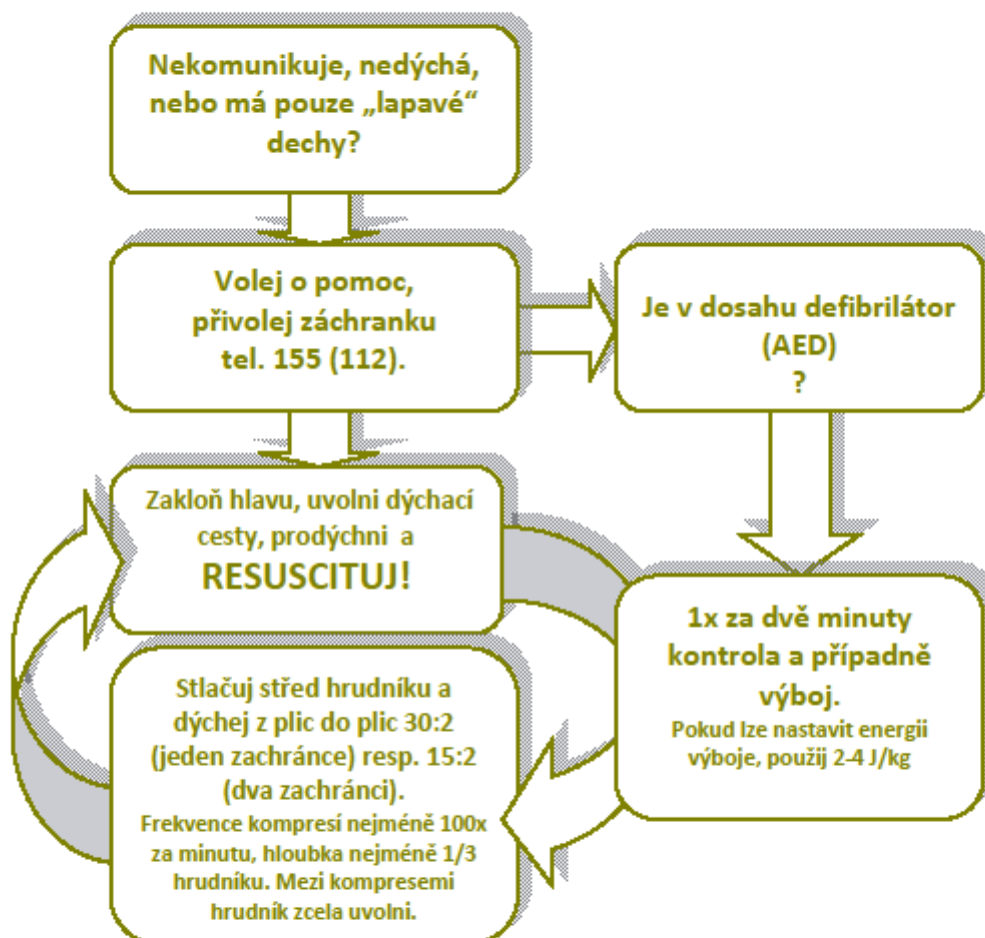 Nekomunikuje, nedýchá,
nebo má pouze „lapavé“
dechy?
Volej o pomoc,
přivolej záchranku
tel. 155 (112).
Je v dosahu defibrilátor
(AED)
?
Zakloň hlavu, uvolni dýchací
cesty, prodýchni a
RESUSCITUJ!
1x za dvě minuty
kontrola a případně
výboj.
Pokud lze nastavit energii
výboje, použij 2-4 J/kg
Stlačuj střed hrudníku a
dýchej z plic do plic 30:2
(jeden zachránce) resp. 15:2
(dva zachránci).
Frekvence kompresí nejméně 100x
za minutu, hloubka nejméně 1/3
hrudníku. Mezi kompresemi
hrudník zcela uvolni.